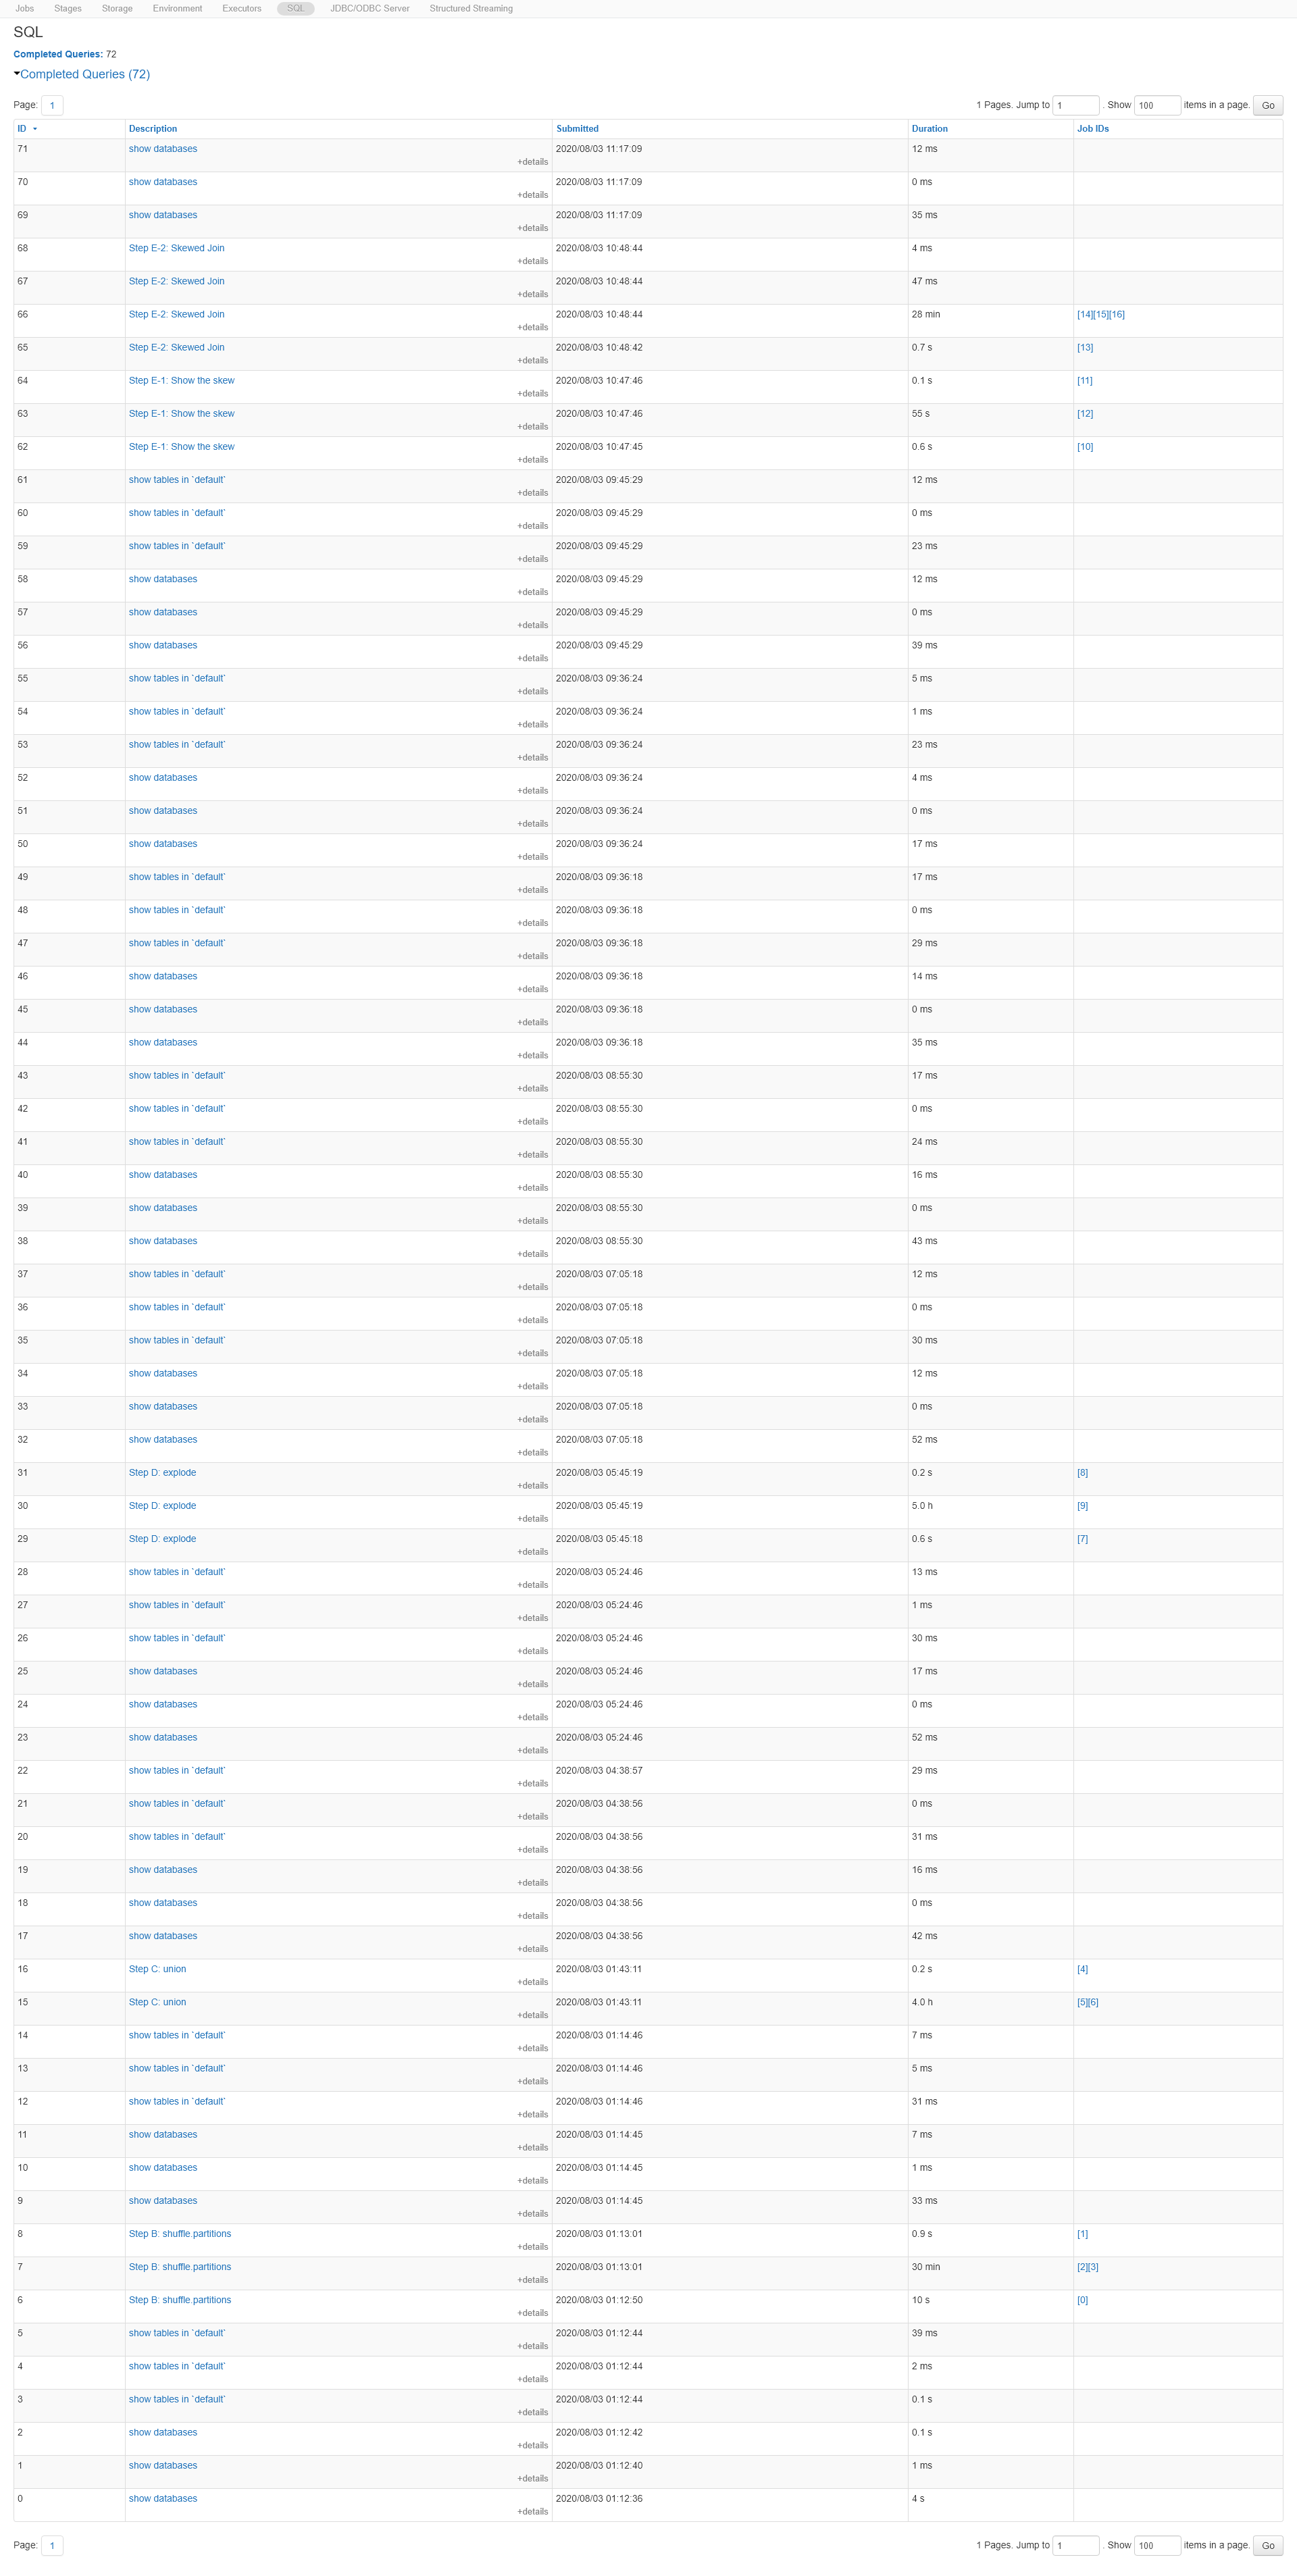 Jobs Stages Storage Environment Executors SQL JDBC/ODBC Server Structured Streaming
SQL
Completed Queries: 72
Completed Queries (72)
Page: 1 1 Pages. Jump to 1 . Show 100 items in a page. Go
ID Description Submitted Duration Job IDs
71 show databases 2020/08/03 11:17:09 12 ms
+details
70 show databases 2020/08/03 11:17:09 0 ms
+details
69 show databases 2020/08/03 11:17:09 35 ms
+details
68 Step E-2: Skewed Join 2020/08/03 10:48:44 4 ms
+details
67 Step E-2: Skewed Join 2020/08/03 10:48:44 47 ms
+details
66 Step E-2: Skewed Join 2020/08/03 10:48:44 28 min [14][15][16]
+details
65 Step E-2: Skewed Join 2020/08/03 10:48:42 0.7 s [13]
+details
64 Step E-1: Show the skew 2020/08/03 10:47:46 0.1 s [11]
+details
63 Step E-1: Show the skew 2020/08/03 10:47:46 55 s [12]
+details
62 Step E-1: Show the skew 2020/08/03 10:47:45 0.6 s [10]
+details
61 show tables in `default` 2020/08/03 09:45:29 12 ms
+details
60 show tables in `default` 2020/08/03 09:45:29 0 ms
+details
59 show tables in `default` 2020/08/03 09:45:29 23 ms
+details
58 show databases 2020/08/03 09:45:29 12 ms
+details
57 show databases 2020/08/03 09:45:29 0 ms
+details
56 show databases 2020/08/03 09:45:29 39 ms
+details
55 show tables in `default` 2020/08/03 09:36:24 5 ms
+details
54 show tables in `default` 2020/08/03 09:36:24 1 ms
+details
53 show tables in `default` 2020/08/03 09:36:24 23 ms
+details
52 show databases 2020/08/03 09:36:24 4 ms
+details
51 show databases 2020/08/03 09:36:24 0 ms
+details
50 show databases 2020/08/03 09:36:24 17 ms
+details
49 show tables in `default` 2020/08/03 09:36:18 17 ms
+details
48 show tables in `default` 2020/08/03 09:36:18 0 ms
+details
47 show tables in `default` 2020/08/03 09:36:18 29 ms
+details
46 show databases 2020/08/03 09:36:18 14 ms
+details
45 show databases 2020/08/03 09:36:18 0 ms
+details
44 show databases 2020/08/03 09:36:18 35 ms
+details
43 show tables in `default` 2020/08/03 08:55:30 17 ms
+details
42 show tables in `default` 2020/08/03 08:55:30 0 ms
+details
41 show tables in `default` 2020/08/03 08:55:30 24 ms
+details
40 show databases 2020/08/03 08:55:30 16 ms
+details
39 show databases 2020/08/03 08:55:30 0 ms
+details
38 show databases 2020/08/03 08:55:30 43 ms
+details
37 show tables in `default` 2020/08/03 07:05:18 12 ms
+details
36 show tables in `default` 2020/08/03 07:05:18 0 ms
+details
35 show tables in `default` 2020/08/03 07:05:18 30 ms
+details
34 show databases 2020/08/03 07:05:18 12 ms
+details
33 show databases 2020/08/03 07:05:18 0 ms
+details
32 show databases 2020/08/03 07:05:18 52 ms
+details
31 Step D: explode 2020/08/03 05:45:19 0.2 s [8]
+details
30 Step D: explode 2020/08/03 05:45:19 5.0 h [9]
+details
29 Step D: explode 2020/08/03 05:45:18 0.6 s [7]
+details
28 show tables in `default` 2020/08/03 05:24:46 13 ms
+details
27 show tables in `default` 2020/08/03 05:24:46 1 ms
+details
26 show tables in `default` 2020/08/03 05:24:46 30 ms
+details
25 show databases 2020/08/03 05:24:46 17 ms
+details
24 show databases 2020/08/03 05:24:46 0 ms
+details
23 show databases 2020/08/03 05:24:46 52 ms
+details
22 show tables in `default` 2020/08/03 04:38:57 29 ms
+details
21 show tables in `default` 2020/08/03 04:38:56 0 ms
+details
20 show tables in `default` 2020/08/03 04:38:56 31 ms
+details
19 show databases 2020/08/03 04:38:56 16 ms
+details
18 show databases 2020/08/03 04:38:56 0 ms
+details
17 show databases 2020/08/03 04:38:56 42 ms
+details
16 Step C: union 2020/08/03 01:43:11 0.2 s [4]
+details
15 Step C: union 2020/08/03 01:43:11 4.0 h [5][6]
+details
14 show tables in `default` 2020/08/03 01:14:46 7 ms
+details
13 show tables in `default` 2020/08/03 01:14:46 5 ms
+details
12 show tables in `default` 2020/08/03 01:14:46 31 ms
+details
11 show databases 2020/08/03 01:14:45 7 ms
+details
10 show databases 2020/08/03 01:14:45 1 ms
+details
9 show databases 2020/08/03 01:14:45 33 ms
+details
8 Step B: shuffle.partitions 2020/08/03 01:13:01 0.9 s [1]
+details
7 Step B: shuffle.partitions 2020/08/03 01:13:01 30 min [2][3]
+details
6 Step B: shuffle.partitions 2020/08/03 01:12:50 10 s [0]
+details
5 show tables in `default` 2020/08/03 01:12:44 39 ms
+details
4 show tables in `default` 2020/08/03 01:12:44 2 ms
+details
3 show tables in `default` 2020/08/03 01:12:44 0.1 s
+details
2 show databases 2020/08/03 01:12:42 0.1 s
+details
1 show databases 2020/08/03 01:12:40 1 ms
+details
0 show databases 2020/08/03 01:12:36 4 s
+details
Page: 1 1 Pages. Jump to 1 . Show 100 items in a page. Go